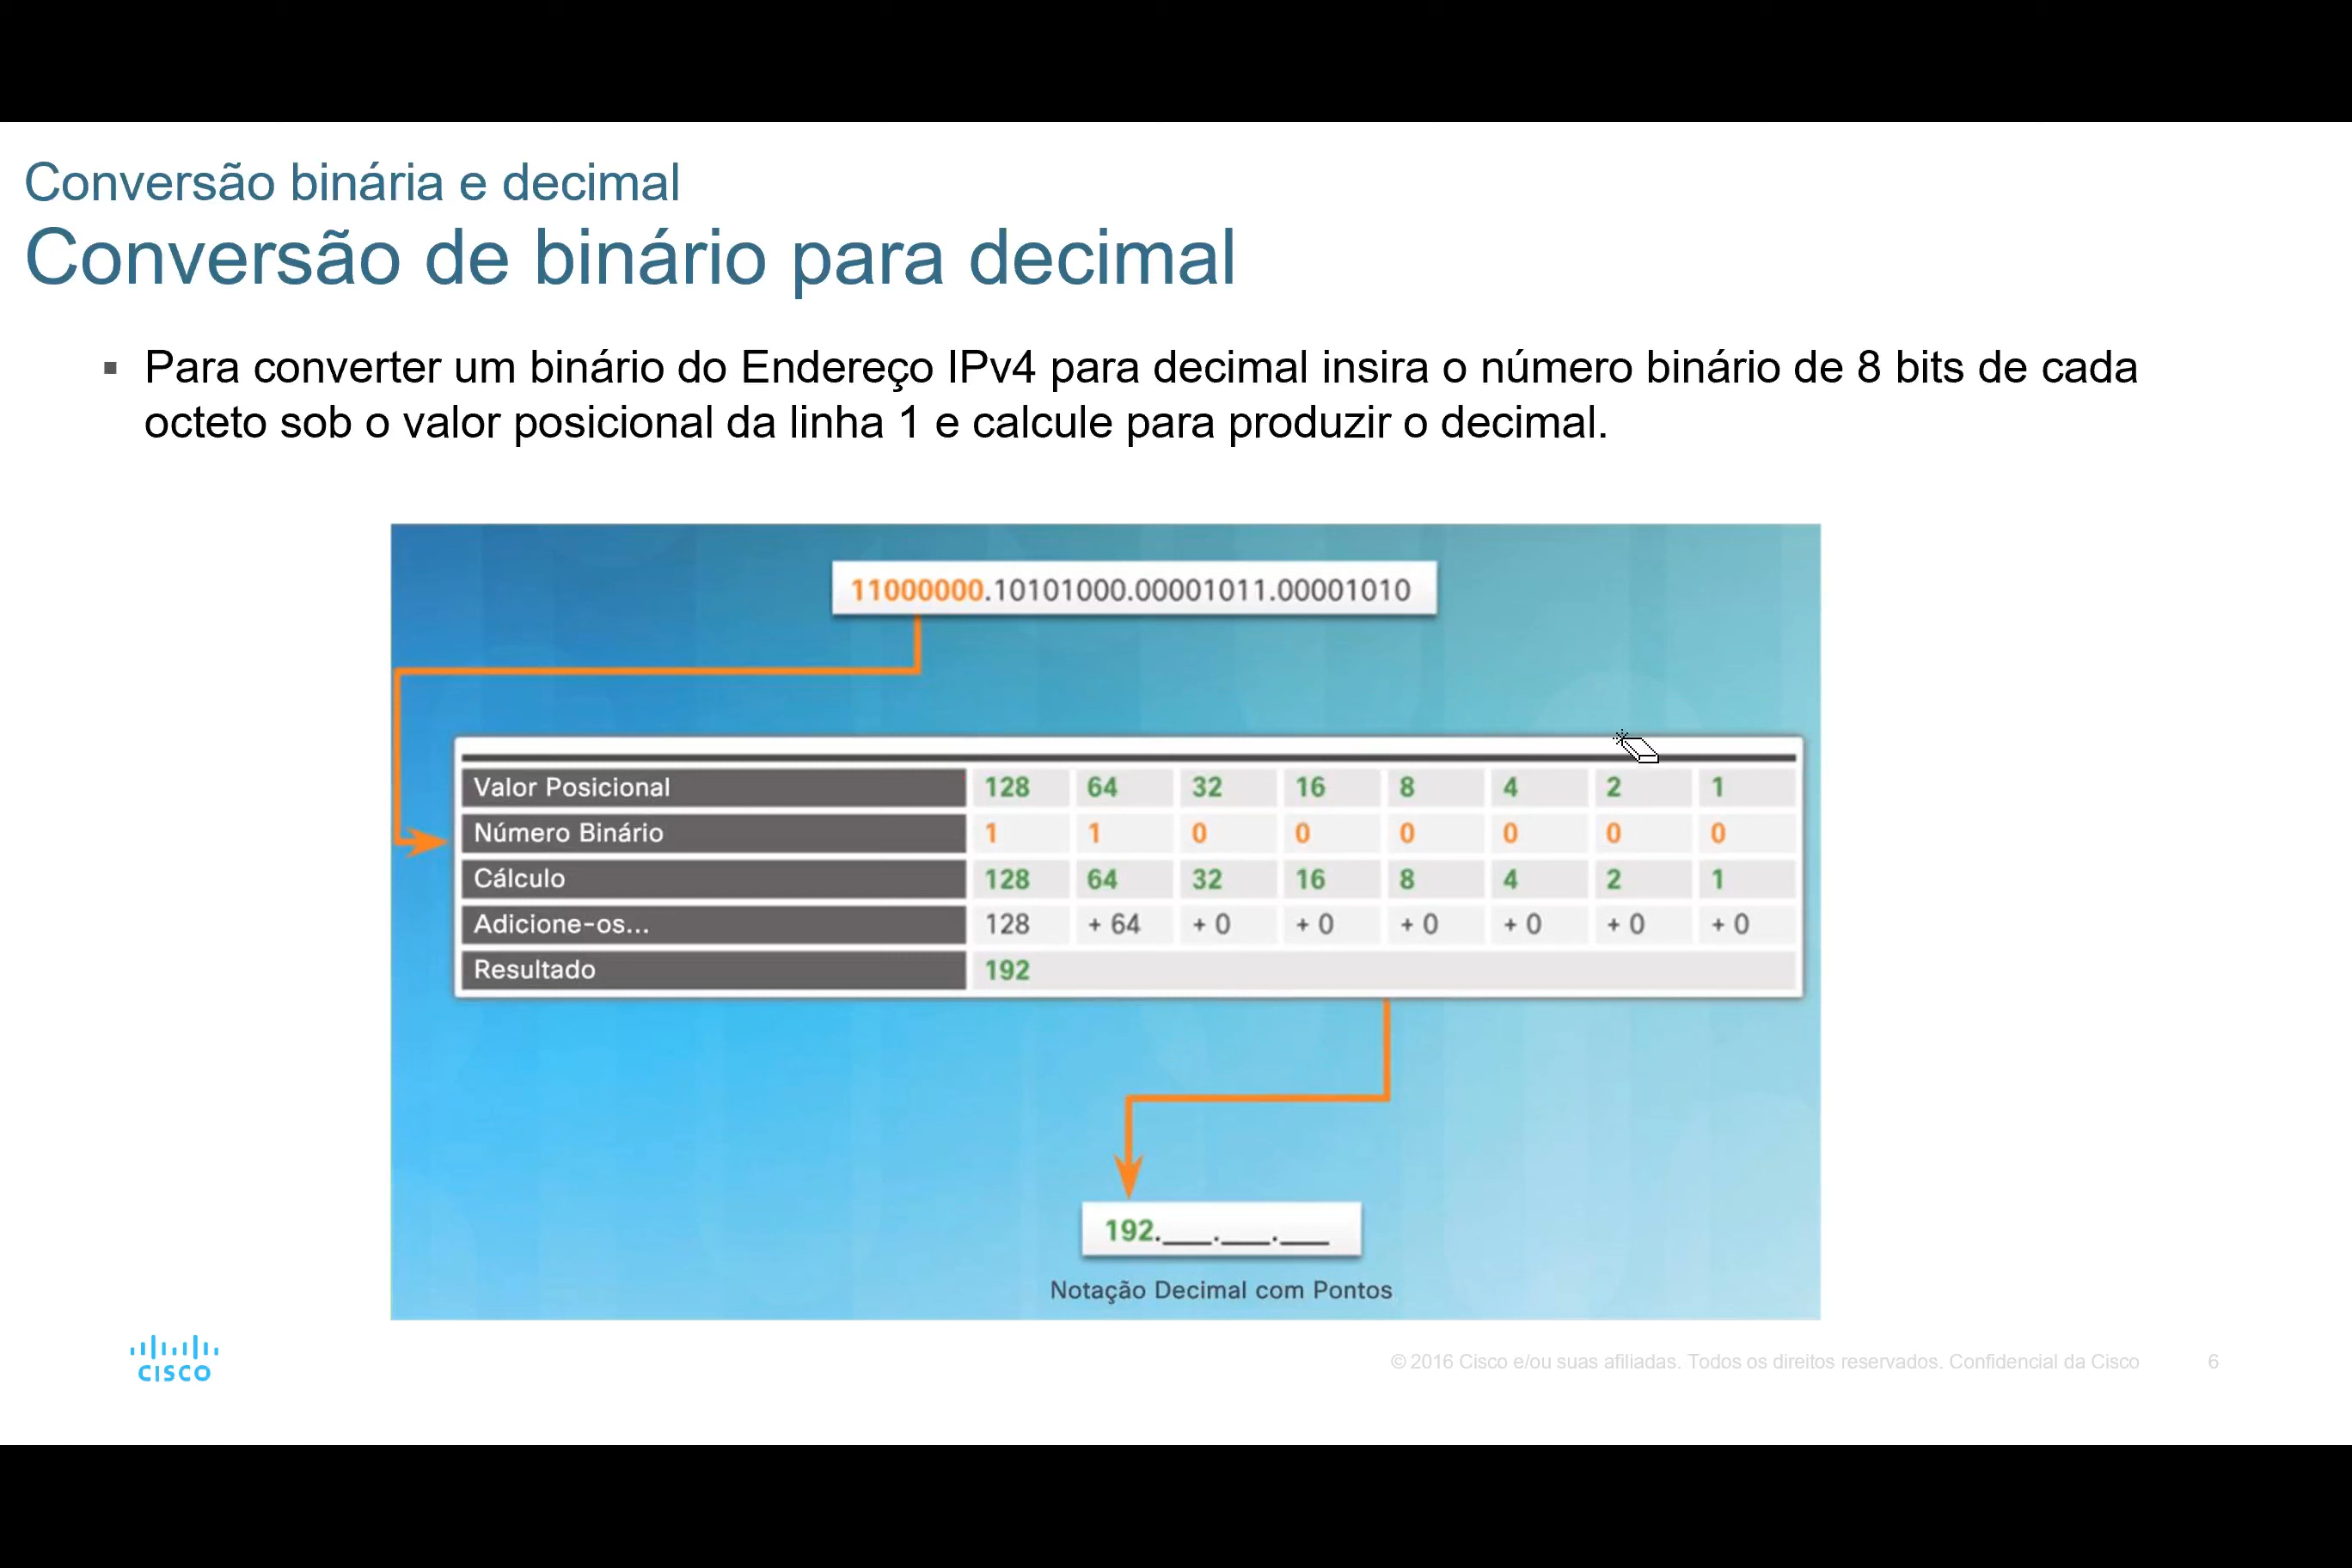 Conversão binária e decimal
Conversão de binário para decimal
▪ Para converter um binário do Endereço IPv4 para decimal insira o número binário de 8 bits de cada
octeto sob o valor posicional da linha 1 e calcule para produzir o decimal.
11000000.10101000.00001011.00001010
Valor Posicional 128 64 32 16 8 4 2 1
Número Binário 1 1 0 0 0 0 0 0
Cálculo 128 64 32 16 8 4 2 1
Adicione-os... 128 + 64 + 0 + 0 + 0 + 0 + 0 + 0
Resultado 192
192.___.___.___
Notação Decimal com Pontos
CISCO
© 2016 Cisco e/ou suas afiliadas. Todos os direitos reservados. Confidencial da Cisco 6